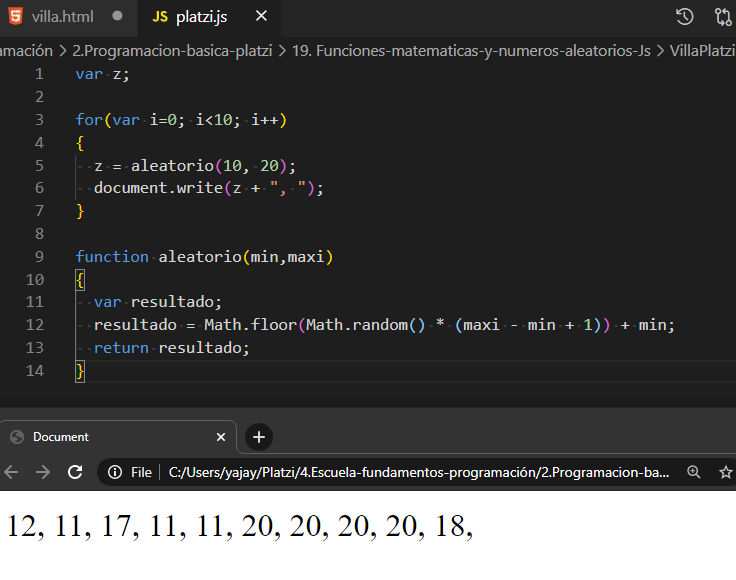 villa.html
JS platzi.js
amación > 2.Programacion-basica-platzi > 19. Funciones-matematicas-y-numeros-aleatorios-Js > VillaPlatzi
1 var z;
2
3 for(var i=0; i<10; i++)
4 {
5 z = aleatorio(10, 20);
6 document.write(z + ", ");
7 }
8
9 function aleatorio(min,maxi)
10 {
11 var resultado;
12 resultado = Math.floor(Math.random() * (maxi - min + 1)) + min;
13 return resultado;
14 }
Document
File | C:/Users/yajay/Platzi/4.Escuela-fundamentos-programación/2.Programacion-ba...
12, 11, 17, 11, 11, 20, 20, 20, 20, 18,